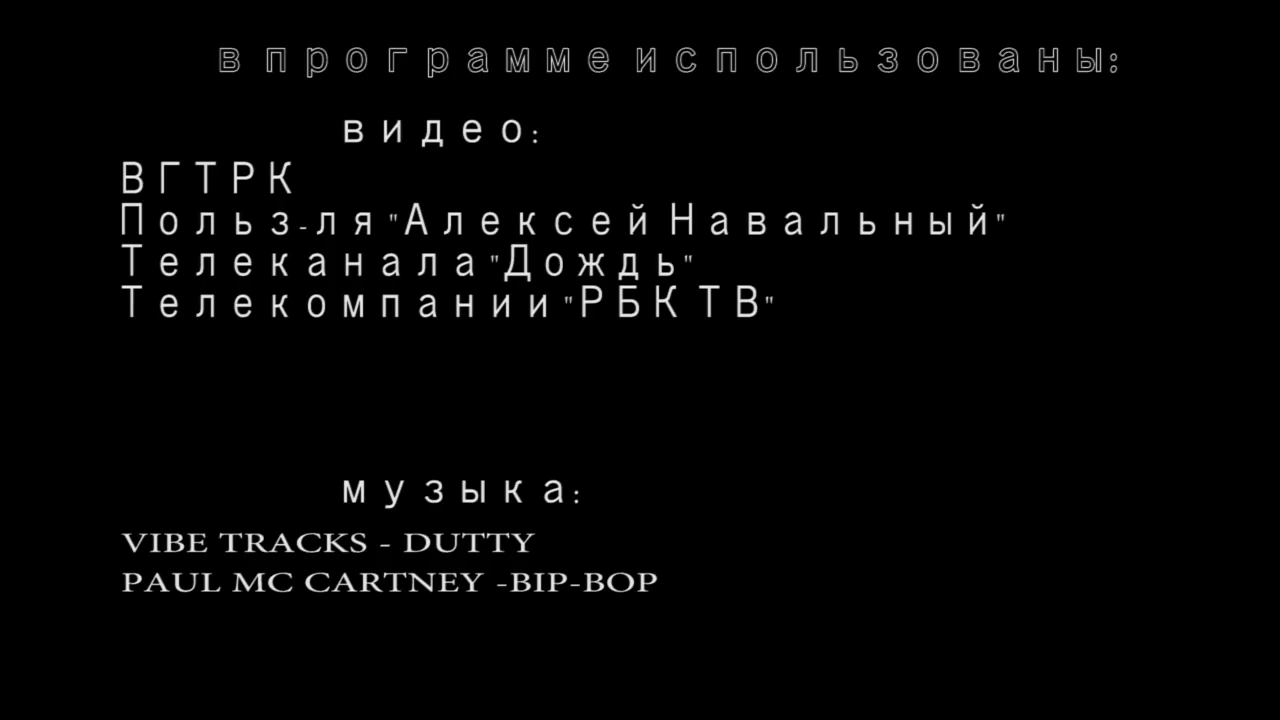 в программе использованы:
видео:
ВГТРК
Польз-ля "Алексей Навальный"
Телеканала "Дождь"
Телекомпании "РБК ТВ"
музыка:
VIBE TRACKS - DUTTY
PAUL MC CARTNEY -BIP-BOP